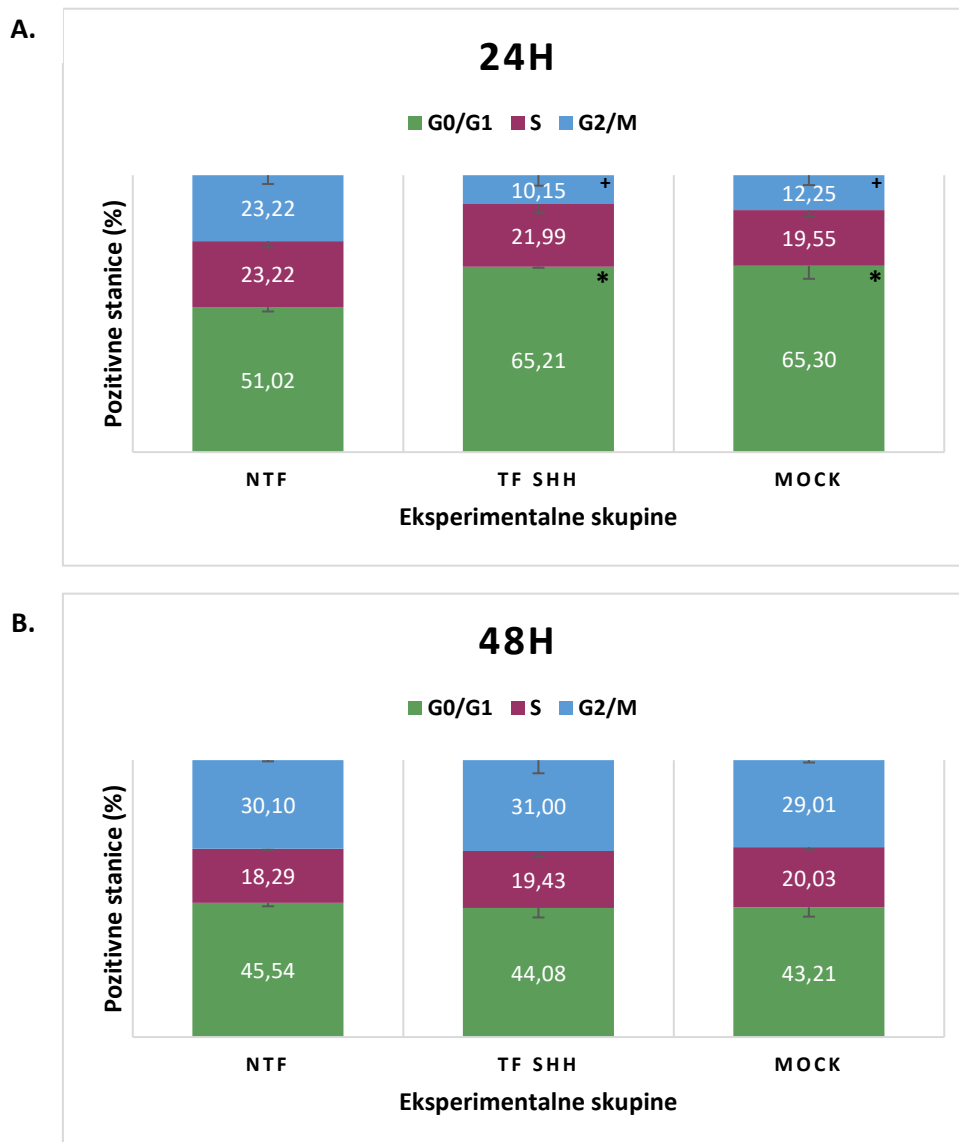 A.
24H
G0/G1 S G2/M
Pozitivne stanice (%)
23,22
23,22
51,02
10,15 +
21,99
*
65,21
12,25 +
19,55
*
65,30
NTF TF SHH MOCK
Eksperimentalne skupine
B.
48H
G0/G1 S G2/M
Pozitivne stanice (%)
30,10
18,29
45,54
31,00
19,43
44,08
29,01
20,03
43,21
NTF TF SHH MOCK
Eksperimentalne skupine